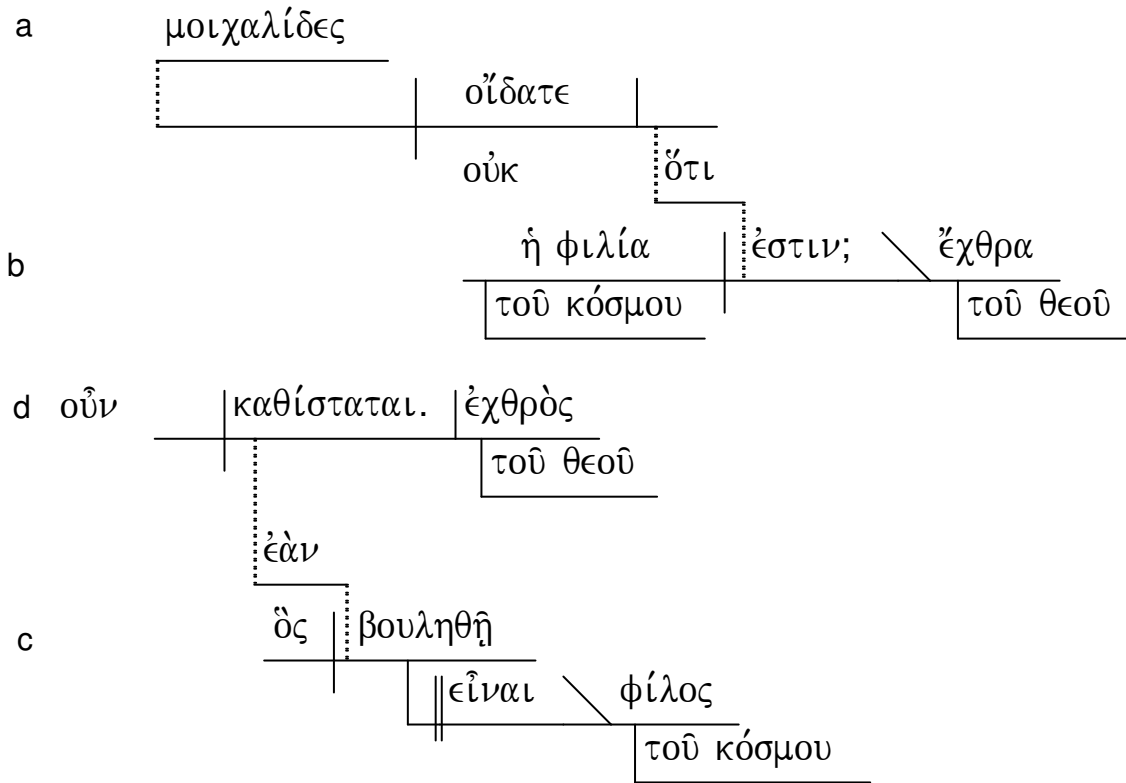 a μοιχαλίδες
οἴδατε
οὐκ ὅτι
b ἡ φιλία ἐστιν; ἔχθρα
τοῦ κόσμου τοῦ θεοῦ
d οὖν καθίσταται. ἐχθρὸς
τοῦ θεοῦ
ἐὰν
c ὃς βουληθῇ
εἶναι φίλος
τοῦ κόσμου